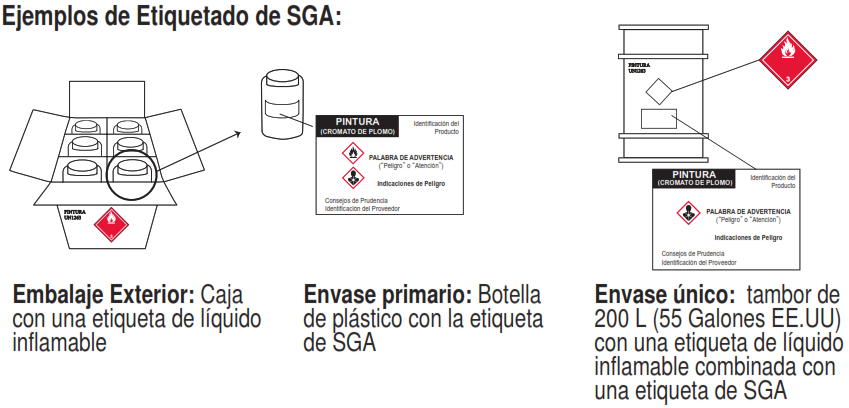 Ejemplos de Etiquetado de SGA:
PINTURA
UN1263
PINTURA
(CROMATO DE PLOMO)
Identificación del
Producto
PALABRA DE ADVERTENCIA
("Peligro" o "Atención")
Indicaciones de Peligro
Consejos de Prudencia
Identificación del Proveedor
PINTURA
UN1263
3
PINTURA
(CROMATO DE PLOMO)
Identificación del
Producto
PALABRA DE ADVERTENCIA
("Peligro" o "Atención")
Indicaciones de Peligro
Consejos de Prudencia
Identificación del Proveedor
Embalaje Exterior: Caja
con una etiqueta de líquido
inflamable
Envase primario: Botella
de plástico con la etiqueta
de SGA
Envase único: tambor de
200 L (55 Galones EE.UU)
con una etiqueta de líquido
inflamable combinada con
una etiqueta de SGA